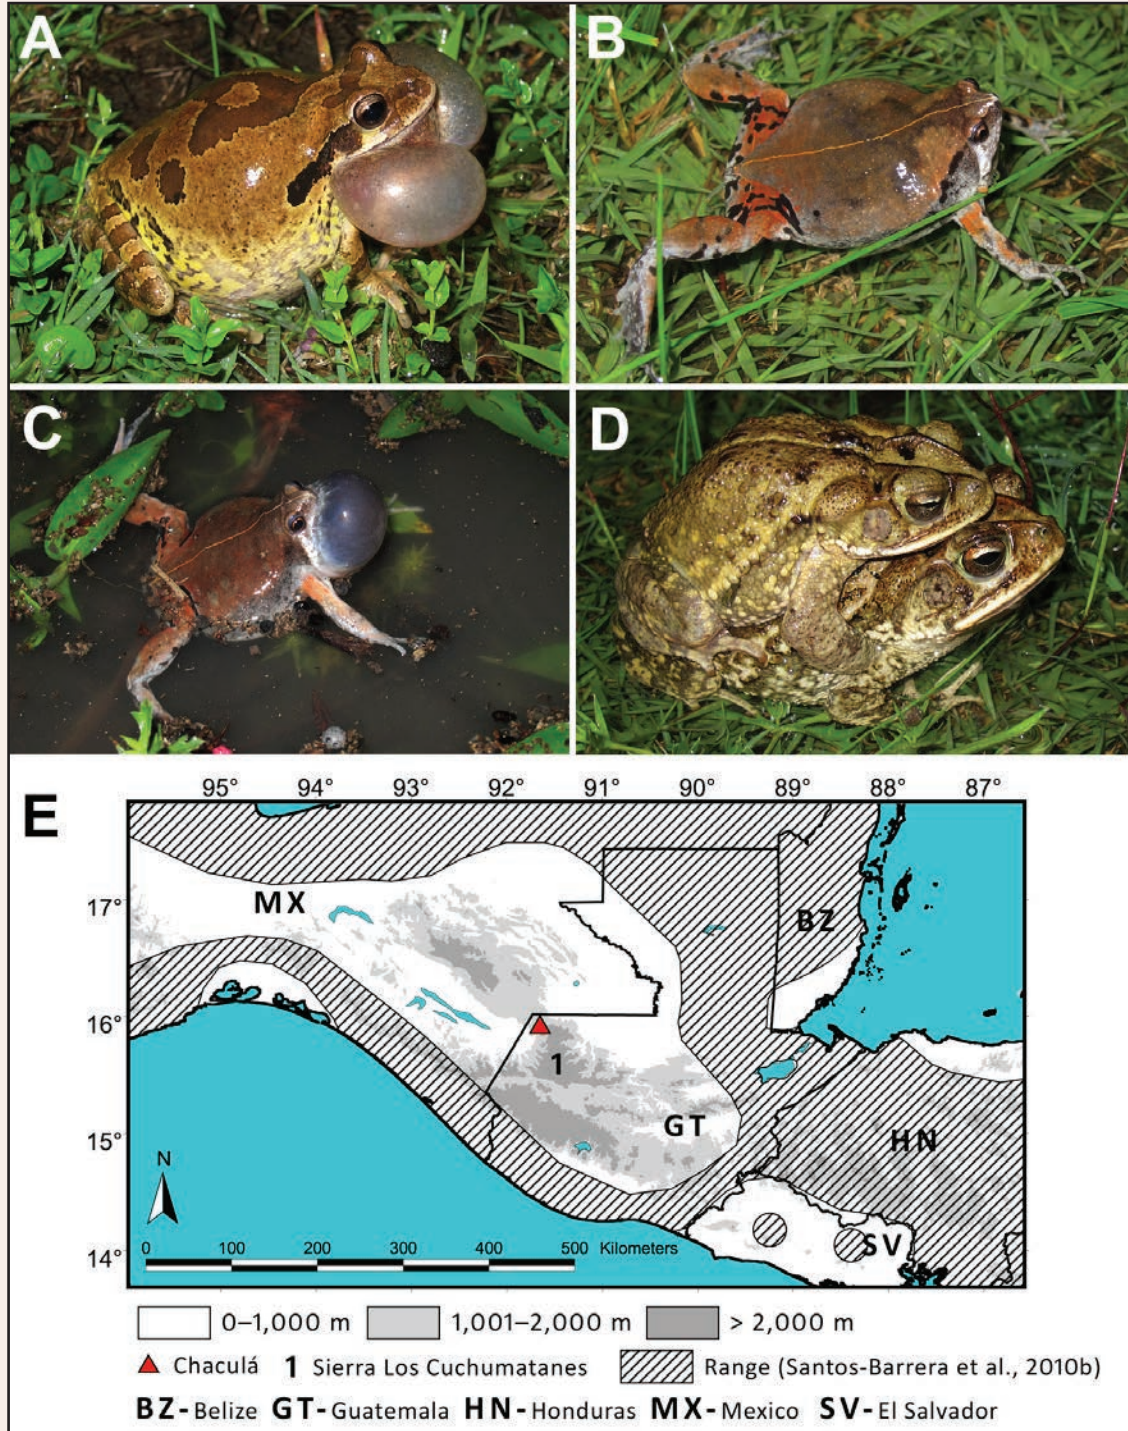 A
B
C
D
E
95° 94° 93° 92° 91° 90° 89° 88° 87°
17°
16°
15°
14°
MX
BZ
1
GT
HN
SV
N
0 100 200 300 400 500 Kilometers
0–1,000 m 1,001–2,000 m > 2,000 m
Chaculá 1 Sierra Los Cuchumatanes Range (Santos-Barrera et al., 2010b)
BZ-Belize GT-Guatemala HN-Honduras MX-Mexico SV-El Salvador